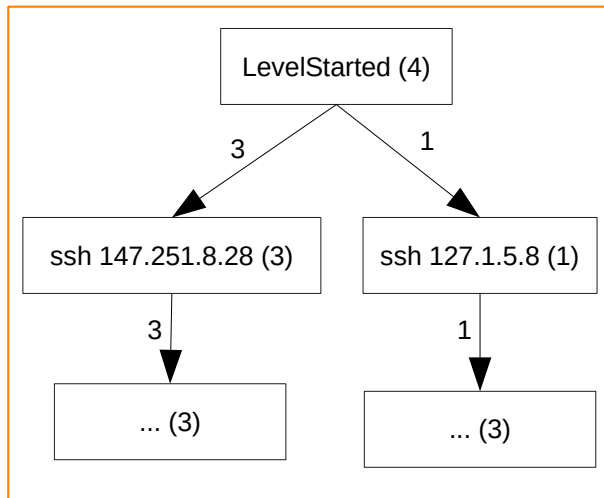 LevelStarted (4)
3
1
ssh 147.251.8.28 (3)
ssh 127.1.5.8 (1)
3
1
... (3)
... (3)